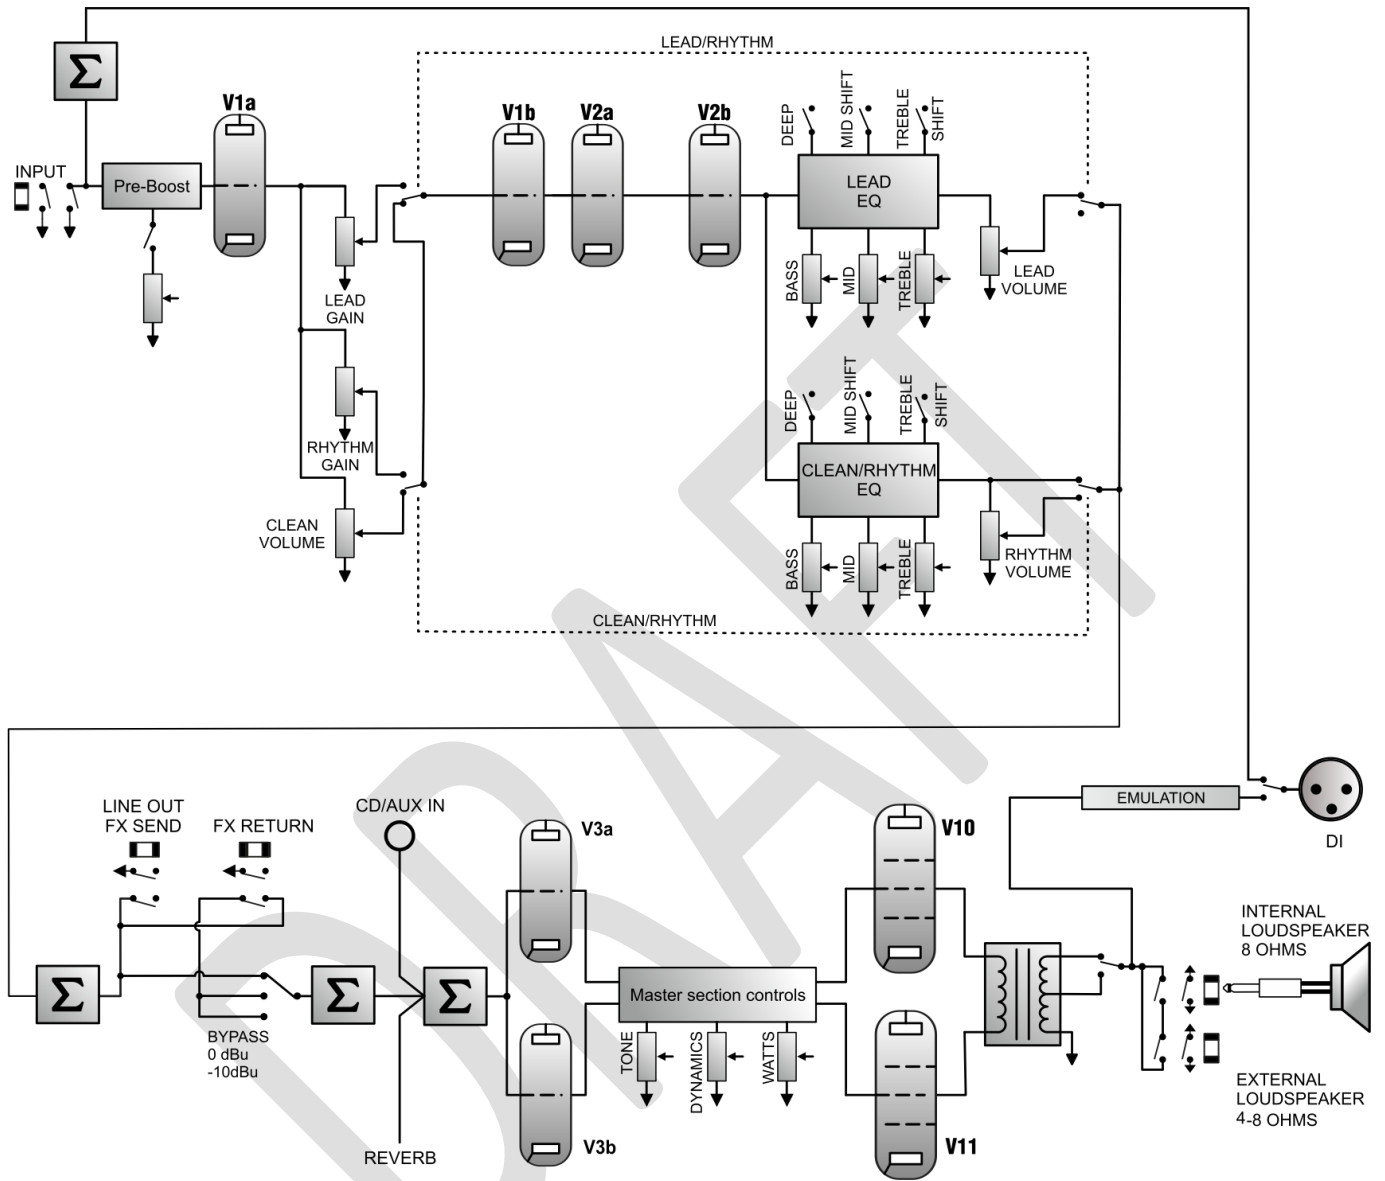 LEAD/RHYTHM
Σ
V1a
V1b
V2a
V2b
DEEP
MID SHIFT
TREBLE
SHIFT
INPUT
Pre-Boost
LEAD
EQ
BASS
MID
TREBLE
LEAD
VOLUME
LEAD
GAIN
DEEP
MID SHIFT
TREBLE
SHIFT
RHYTHM
GAIN
CLEAN/RHYTHM
EQ
CLEAN
VOLUME
BASS
MID
TREBLE
RHYTHM
VOLUME
CLEAN/RHYTHM
DRAFT
LINE OUT
FX SEND
FX RETURN
CD/AUX IN
V3a
V10
EMULATION
DI
INTERNAL
LOUDSPEAKER
8 OHMS
Σ
Σ
Σ
Master section controls
BYPASS
0 dBu
-10dBu
TONE
DYNAMICS
WATTS
EXTERNAL
LOUDSPEAKER
4-8 OHMS
REVERB
V3b
V11